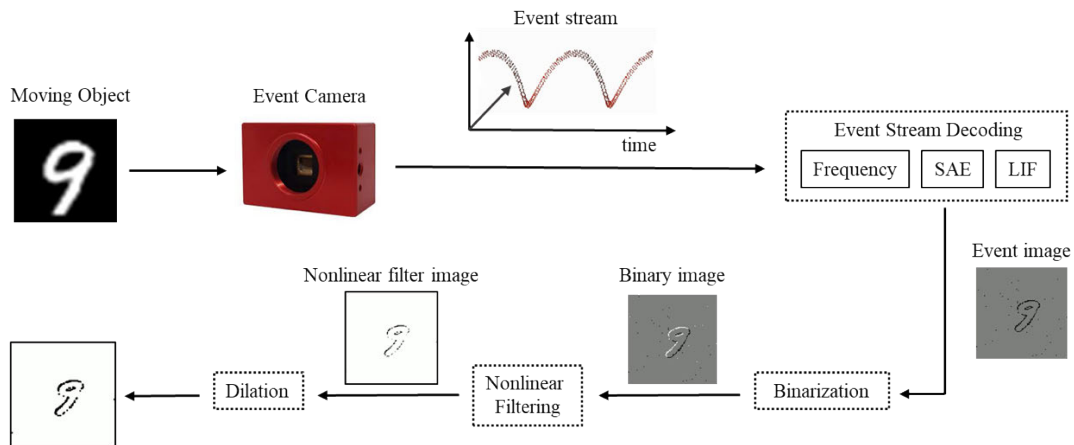 Event stream
time
Moving Object
Event Camera
Event Stream Decoding
Frequency
SAE
LIF
Event image
Binarization
Binary image
Nonlinear
Filtering
Nonlinear filter image
Dilation